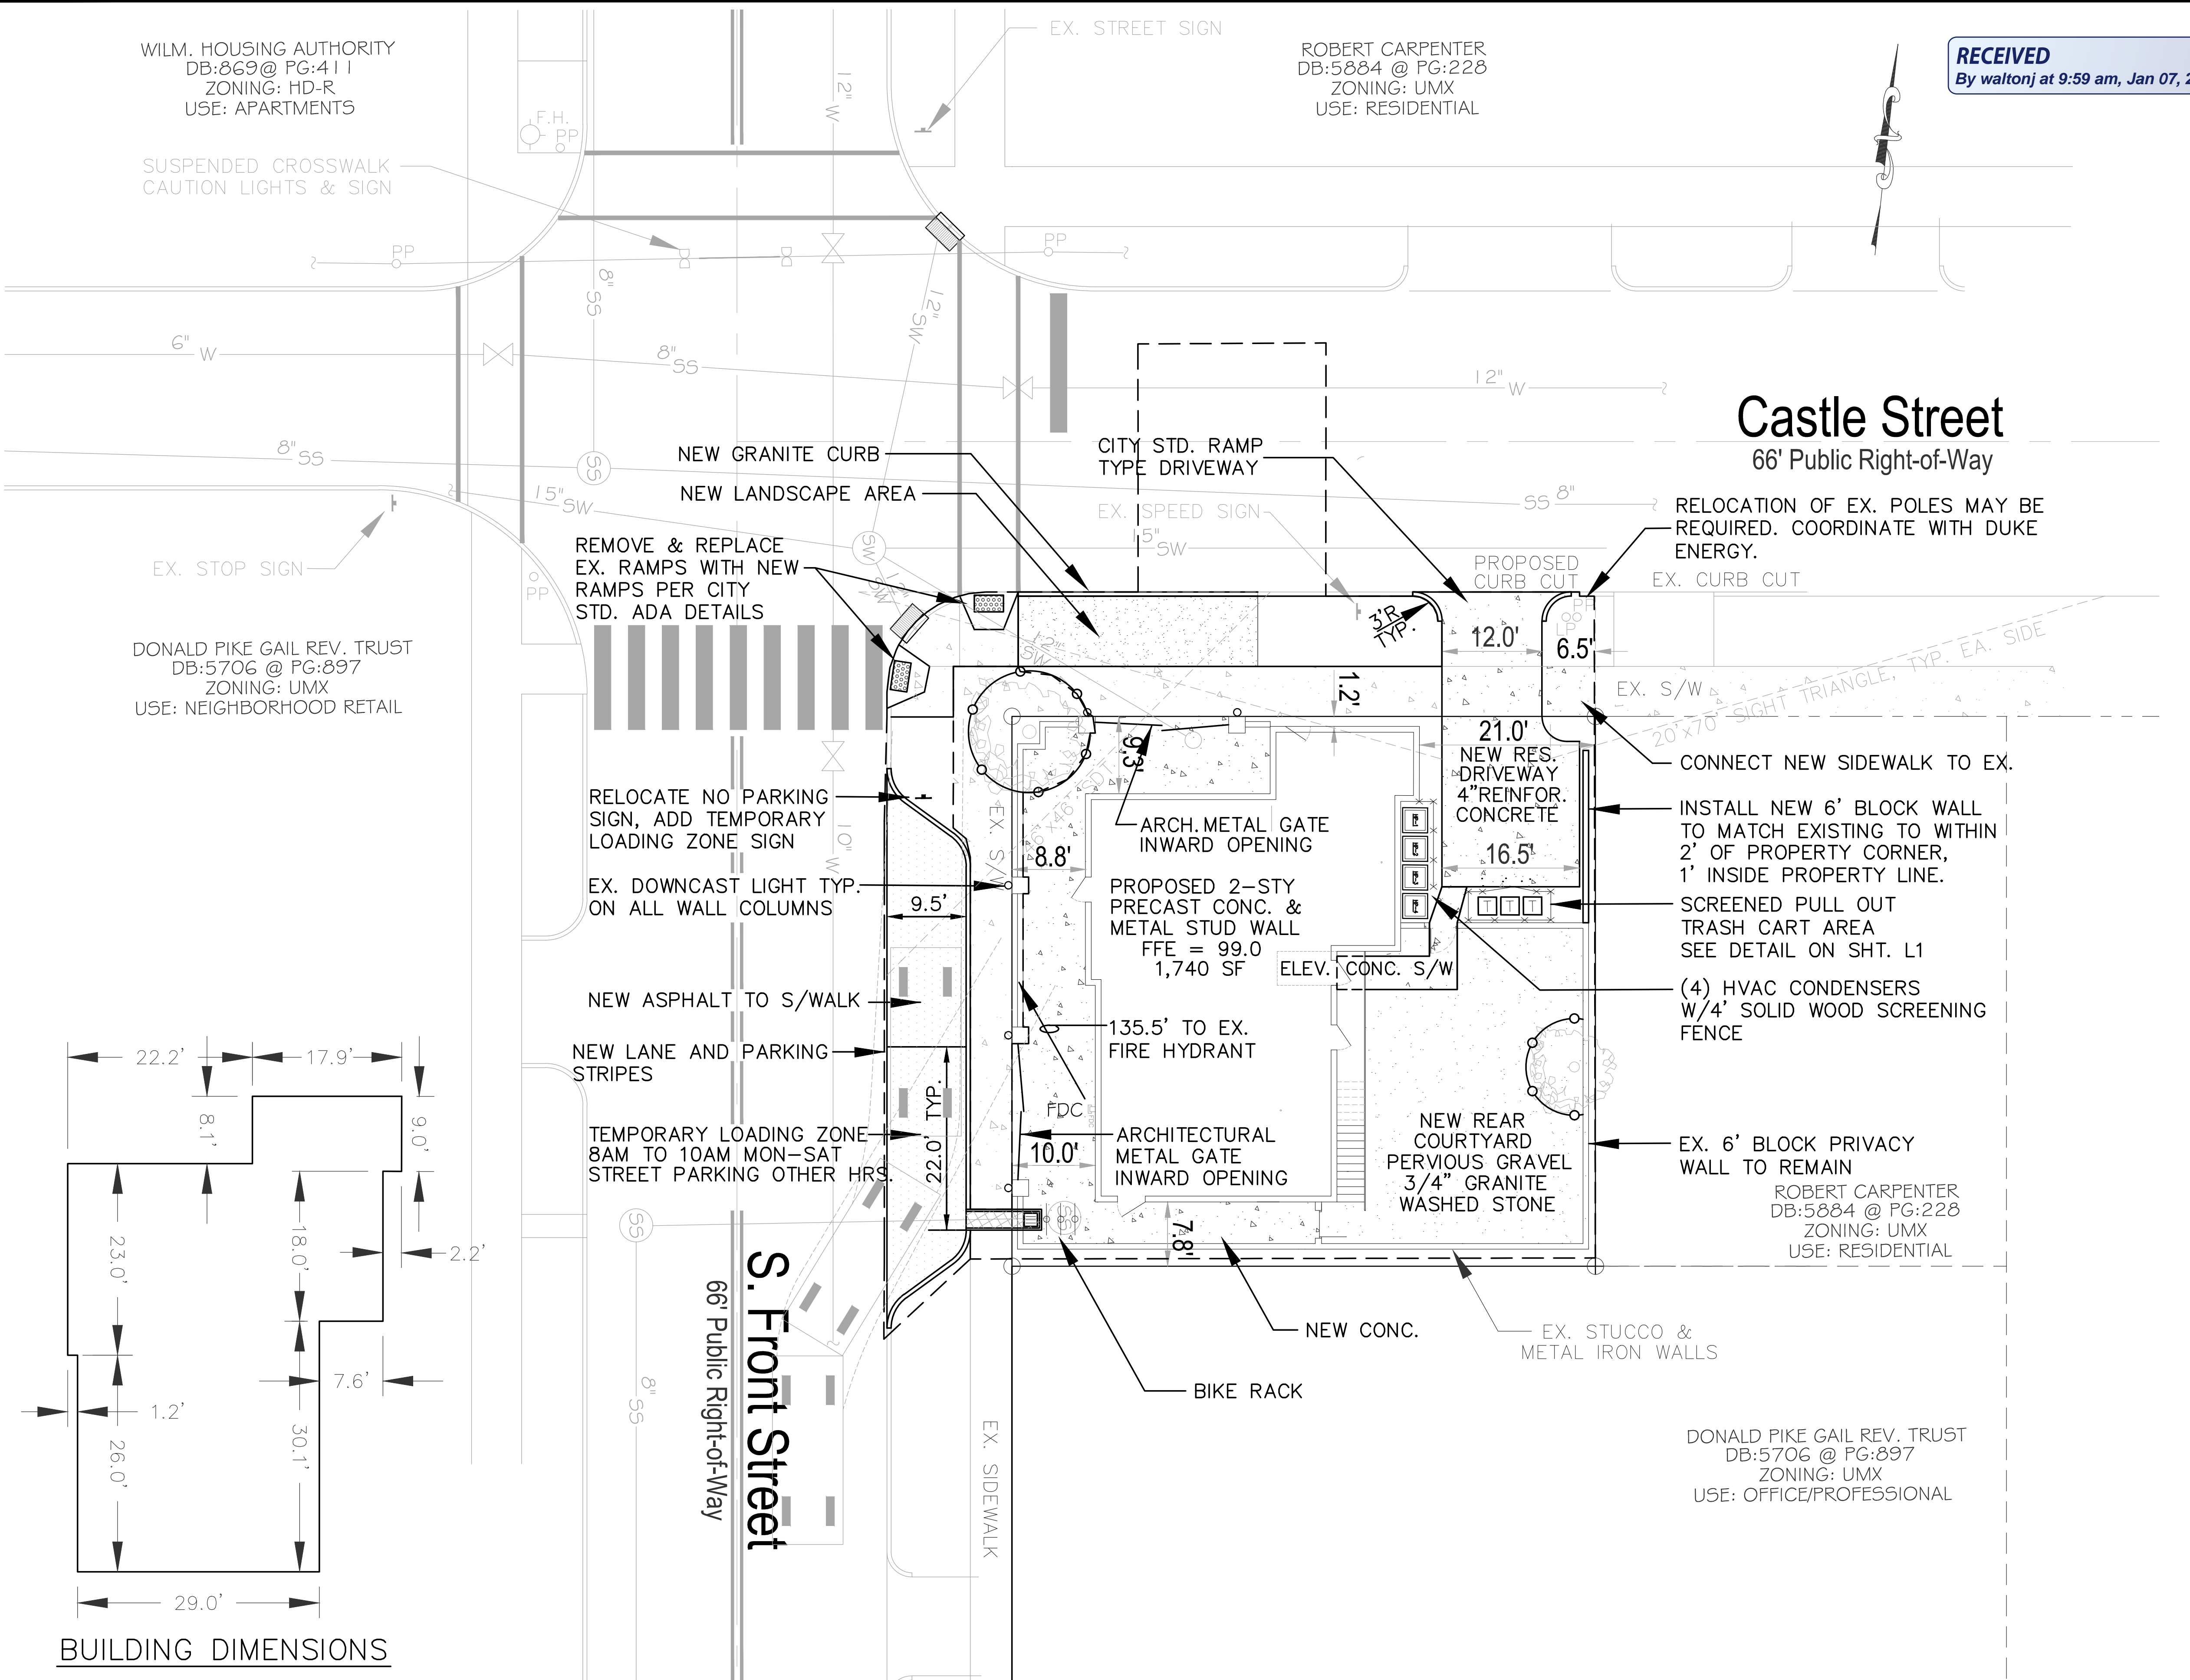 WILM. HOUSING AUTHORITY
DB:869@ PG:411
ZONING: HD-R
USE: APARTMENTS
EX. STREET SIGN
ROBERT CARPENTER
DB:5884 @ PG:228
ZONING: UMX
USE: RESIDENTIAL
RECEIVED
By waltonj at 9:59 am, Jan 07, 2
12"
W
F.H.
PP
SUSPENDED CROSSWALK
CAUTION LIGHTS & SIGN
PP
PP
8"
SS
12"
SW
6"
W
8"
SS
12"
W
Castle Street
66' Public Right-of-Way
8"
SS
SS
NEW GRANITE CURB
CITY STD. RAMP
TYPE DRIVEWAY
NEW LANDSCAPE AREA
15"
SW
EX. SPEED SIGN
15"
SW
SS 8"
RELOCATION OF EX. POLES MAY BE
REQUIRED. COORDINATE WITH DUKE
ENERGY.
SW
EX. STOP SIGN
PP
REMOVE & REPLACE
EX. RAMPS WITH NEW
RAMPS PER CITY
STD. ADA DETAILS
PROPOSED
CURB CUT
EX. CURB CUT
PP
LP
3'R
TYP.
12.0'
6.5'
12"
SW
1.2'
EX. S/W
20'x70' SIGHT TRIANGLE, TYP. EA. SIDE
DONALD PIKE GAIL REV. TRUST
DB:5706 @ PG:897
ZONING: UMX
USE: NEIGHBORHOOD RETAIL
21.0'
NEW RES.
DRIVEWAY
4"REINFOR.
CONCRETE
16.5'
9.3'
CONNECT NEW SIDEWALK TO EX.
RELOCATE NO PARKING
SIGN, ADD TEMPORARY
LOADING ZONE SIGN
10"
W
EX. S/W
ARCH. METAL GATE
INWARD OPENING
8.8'
INSTALL NEW 6' BLOCK WALL
TO MATCH EXISTING TO WITHIN
2' OF PROPERTY CORNER,
1' INSIDE PROPERTY LINE.
EX. DOWNCAST LIGHT TYP.
ON ALL WALL COLUMNS
9.5'
PROPOSED 2-STY
PRECAST CONC. &
METAL STUD WALL
FFE = 99.0
1,740 SF
T T T
SCREENED PULL OUT
TRASH CART AREA
SEE DETAIL ON SHT. L1
ELEV. CONC. S/W
(4) HVAC CONDENSERS
W/4' SOLID WOOD SCREENING
FENCE
NEW ASPHALT TO S/WALK
135.5' TO EX.
FIRE HYDRANT
NEW LANE AND PARKING
STRIPES
FDC
22.0' TYP.
TEMPORARY LOADING ZONE
8AM TO 10AM MON-SAT
STREET PARKING OTHER HRS.
10.0'
ARCHITECTURAL
METAL GATE
INWARD OPENING
NEW REAR
COURTYARD
PERVIOUS GRAVEL
3/4" GRANITE
WASHED STONE
EX. 6' BLOCK PRIVACY
WALL TO REMAIN
ROBERT CARPENTER
DB:5884 @ PG:228
ZONING: UMX
USE: RESIDENTIAL
SS
SS
7.8'
S. Front Street
66' Public Right-of-Way
NEW CONC.
EX. STUCCO &
METAL IRON WALLS
BIKE RACK
8"
SS
EX. SIDEWALK
DONALD PIKE GAIL REV. TRUST
DB:5706 @ PG:897
ZONING: UMX
USE: OFFICE/PROFESSIONAL
22.2'
17.9'
8.1'
9.0'
23.0'
18.0'
2.2'
7.6'
1.2'
26.0'
30.1'
29.0'
BUILDING DIMENSIONS